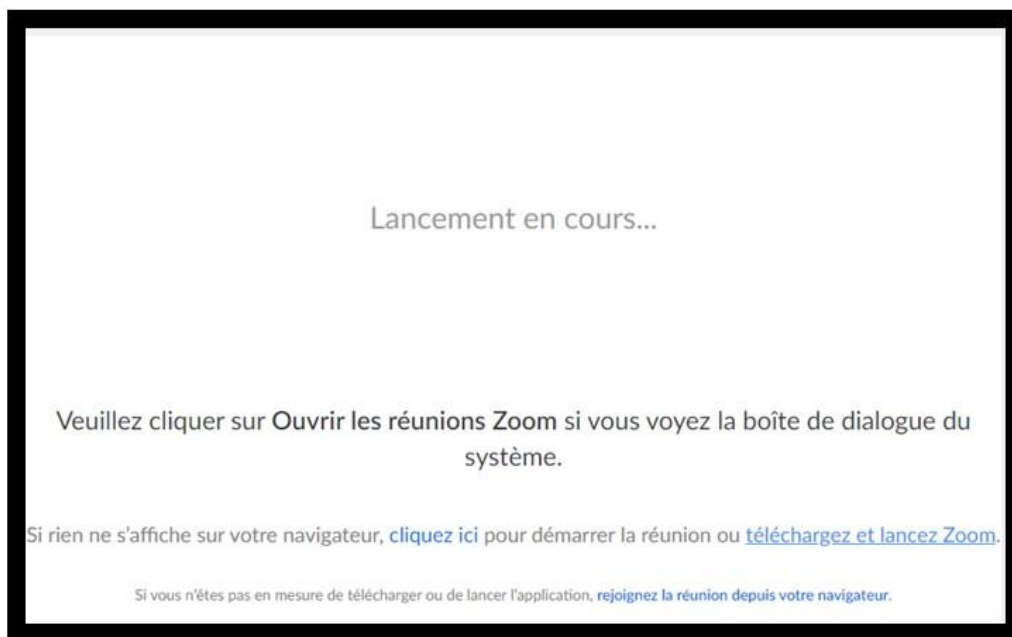 Lancement en cours...
Veuillez cliquer sur Ouvrir les réunions Zoom si vous voyez la boîte de dialogue du
système.
Si rien ne s'affiche sur votre navigateur, cliquez ici pour démarrer la réunion ou téléchargez et lancez Zoom.
Si vous n'êtes pas en mesure de télécharger ou de lancer l'application, rejoignez la réunion depuis votre navigateur.